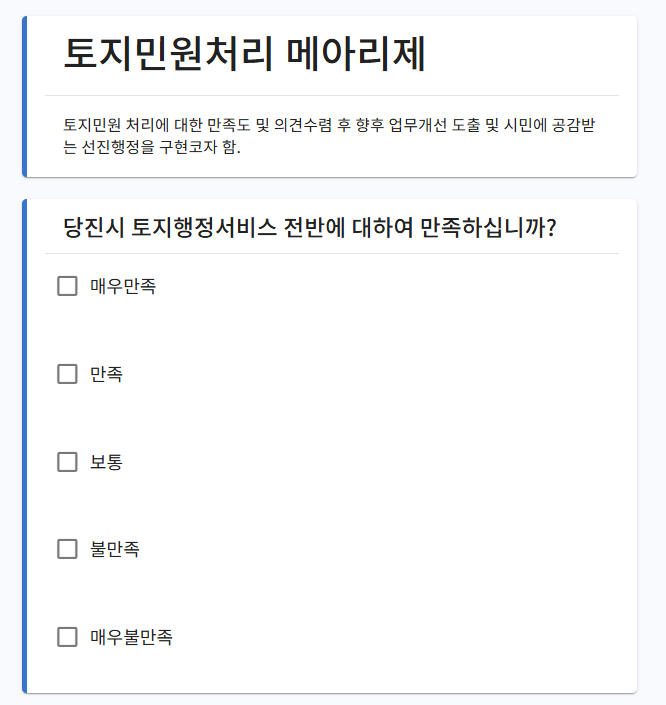 토지민원처리 메아리제
토지민원 처리에 대한 만족도 및 의견수렴 후 향후 업무개선 도출 및 시민에 공감받
는 선진행정을 구현코자 함.
당진시 토지행정서비스 전반에 대하여 만족하십니까?
매우만족
만족
보통
불만족
매우불만족